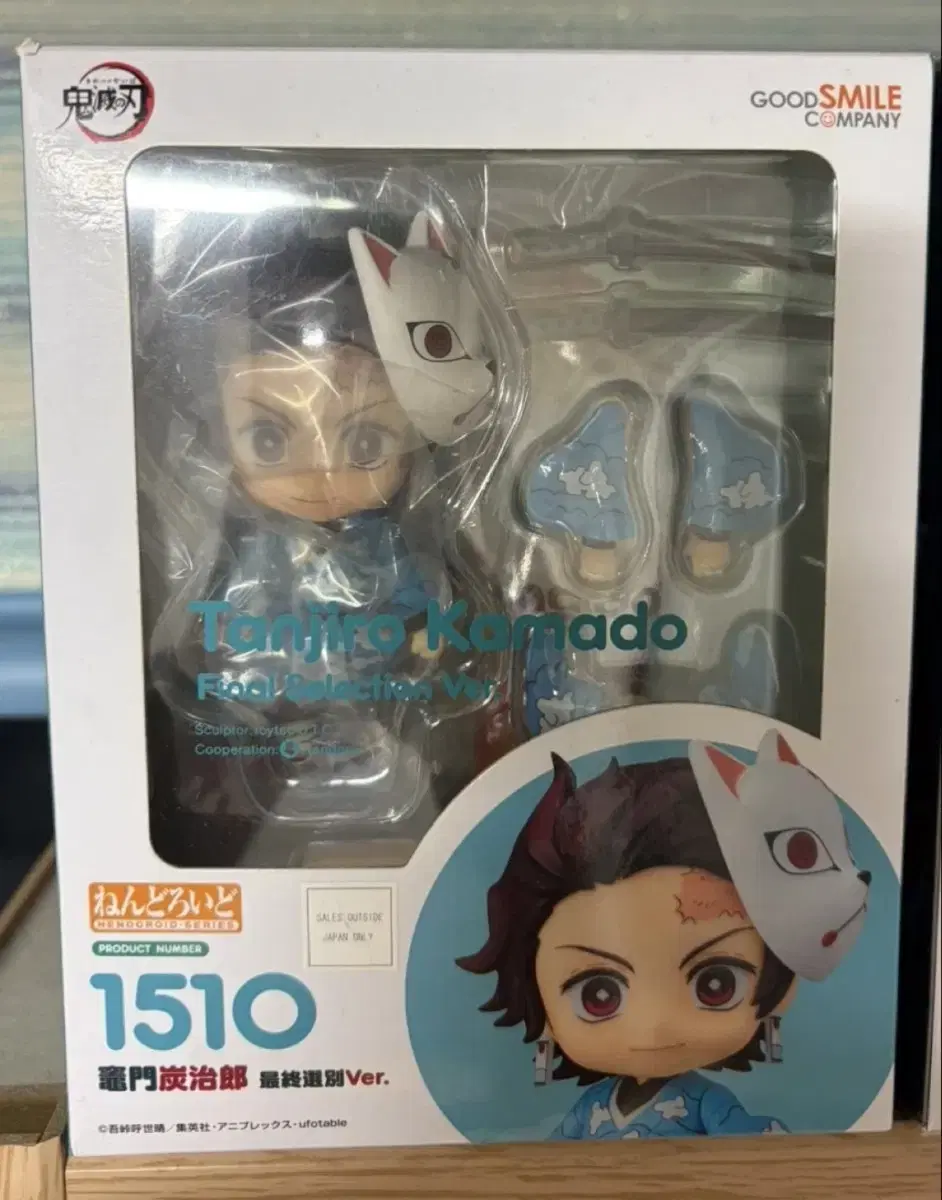 鬼滅の刃
GOOD SMILE
COMPANY
Tanjiro Kamado
Final Selection Ver.
Cooperation:
ねんどろいど
NENDOROID・SERIES
SALES OUTSIDE
JAPAN ONLY
PRODUCT NUMBER
1510
竈門炭治郎 最終選別Ver.
©吾峠呼世晴／集英社・アニプレックス・ufotable